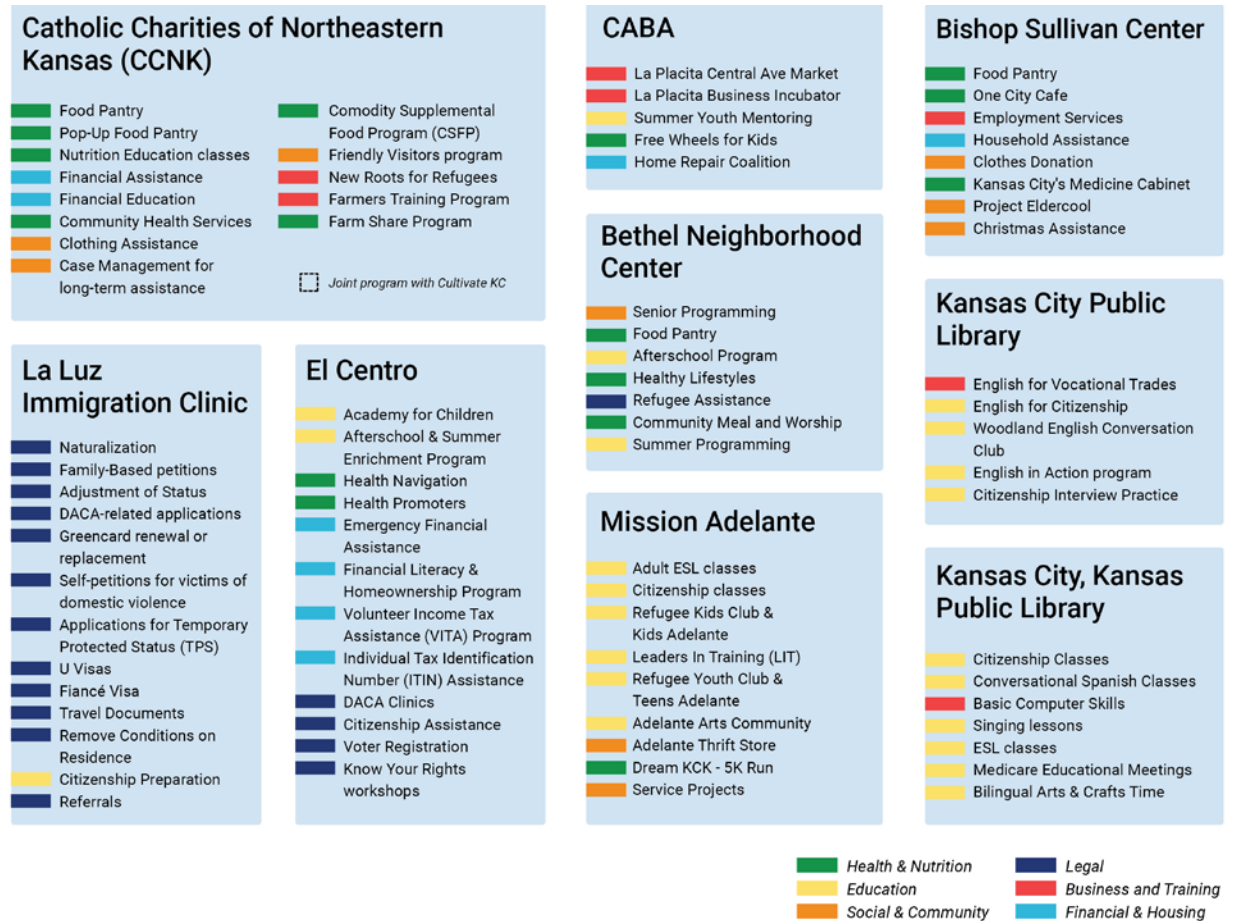 Catholic Charities of Northeastern
Kansas (CCNK)
Food Pantry
Pop-Up Food Pantry
Nutrition Education classes
Financial Assistance
Financial Education
Community Health Services
Clothing Assistance
Case Management for
long-term assistance
Comodity Supplemental
Food Program (CSFP)
Friendly Visitors program
New Roots for Refugees
Farmers Training Program
Farm Share Program
Joint program with Cultivate KC
La Luz
Immigration Clinic
Naturalization
Family-Based petitions
Adjustment of Status
DACA-related applications
Greencard renewal or
replacement
Self-petitions for victims of
domestic violence
Applications for Temporary
Protected Status (TPS)
U Visas
Fiancé Visa
Travel Documents
Remove Conditions on
Residence
Citizenship Preparation
Referrals
El Centro
Academy for Children
Afterschool & Summer
Enrichment Program
Health Navigation
Health Promoters
Emergency Financial
Assistance
Financial Literacy &
Homeownership Program
Volunteer Income Tax
Assistance (VITA) Program
Individual Tax Identification
Number (ITIN) Assistance
DACA Clinics
Citizenship Assistance
Voter Registration
Know Your Rights
workshops
CABA
La Placita Central Ave Market
La Placita Business Incubator
Summer Youth Mentoring
Free Wheels for Kids
Home Repair Coalition
Bethel Neighborhood
Center
Senior Programming
Food Pantry
Afterschool Program
Healthy Lifestyles
Refugee Assistance
Community Meal and Worship
Summer Programming
Mission Adelante
Adult ESL classes
Citizenship classes
Refugee Kids Club &
Kids Adelante
Leaders In Training (LIT)
Refugee Youth Club &
Teens Adelante
Adelante Arts Community
Adelante Thrift Store
Dream KCK - 5K Run
Service Projects
Bishop Sullivan Center
Food Pantry
One City Cafe
Employment Services
Household Assistance
Clothes Donation
Kansas City's Medicine Cabinet
Project Eldercool
Christmas Assistance
Kansas City Public
Library
English for Vocational Trades
English for Citizenship
Woodland English Conversation
Club
English in Action program
Citizenship Interview Practice
Kansas City, Kansas
Public Library
Citizenship Classes
Conversational Spanish Classes
Basic Computer Skills
Singing lessons
ESL classes
Medicare Educational Meetings
Bilingual Arts & Crafts Time
Health & Nutrition
Education
Social & Community
Legal
Business and Training
Financial & Housing